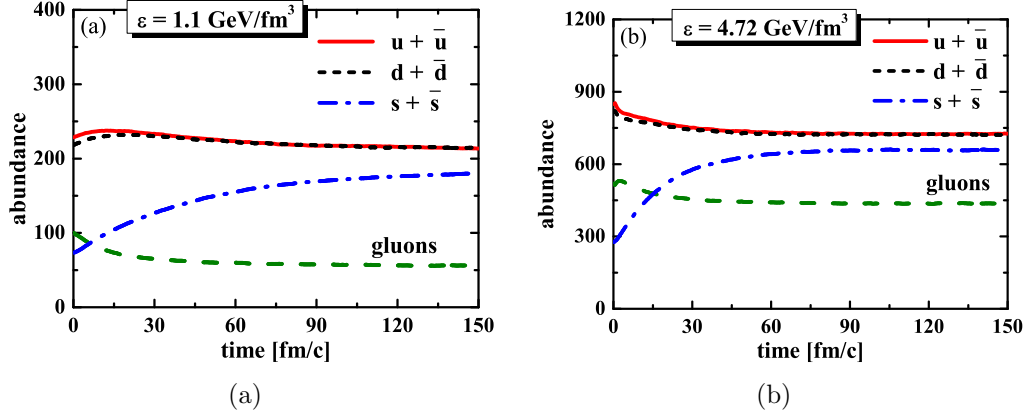 (a)
ε = 1.1 GeV/fm³
u + ū
d + d̄
s + s̄
gluons
400
300
200
100
0
abundance
0 30 60 90 120 150
time [fm/c]
(a)
(b)
ε = 4.72 GeV/fm³
u + ū
d + d̄
s + s̄
gluons
1200
900
600
300
0
abundance
0 30 60 90 120 150
time [fm/c]
(b)